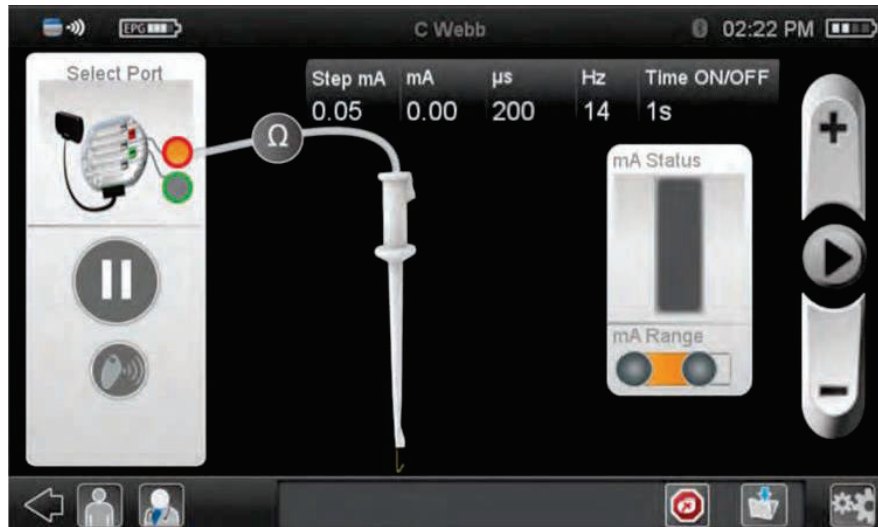 EPG
C Webb
02:22 PM
Select Port
Step mA mA µs Hz Time ON/OFF
0.05 0.00 200 14 1s
Ω
mA Status
mA Range